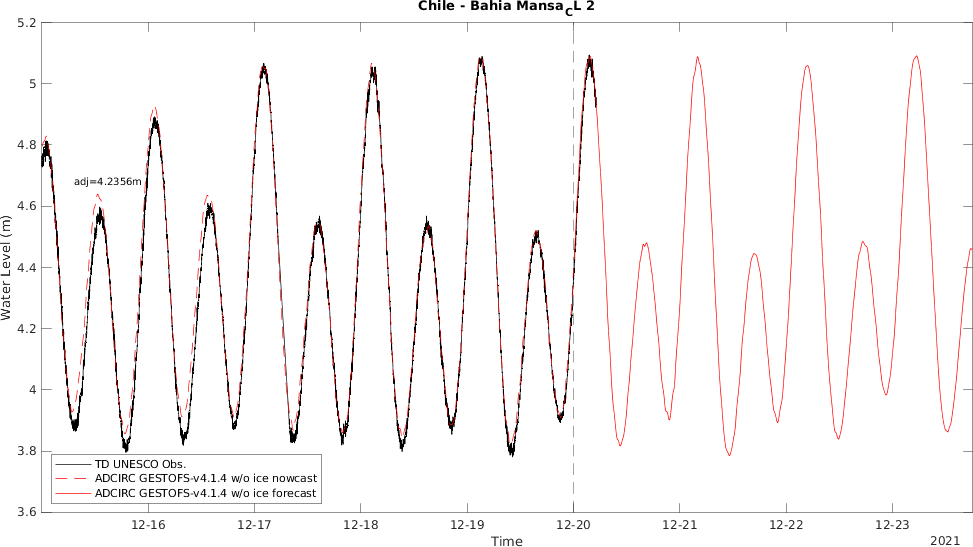 Chile - Bahia MansaCL 2
5.2
5
4.8
4.6
4.4
4.2
4
3.8
3.6
Water Level (m)
adj=4.2356m
TD UNESCO Obs.
ADCIRC GESTOFS-v4.1.4 w/o ice nowcast
ADCIRC GESTOFS-v4.1.4 w/o ice forecast
12-16 12-17 12-18 12-19 12-20 12-21 12-22 12-23
Time
2021